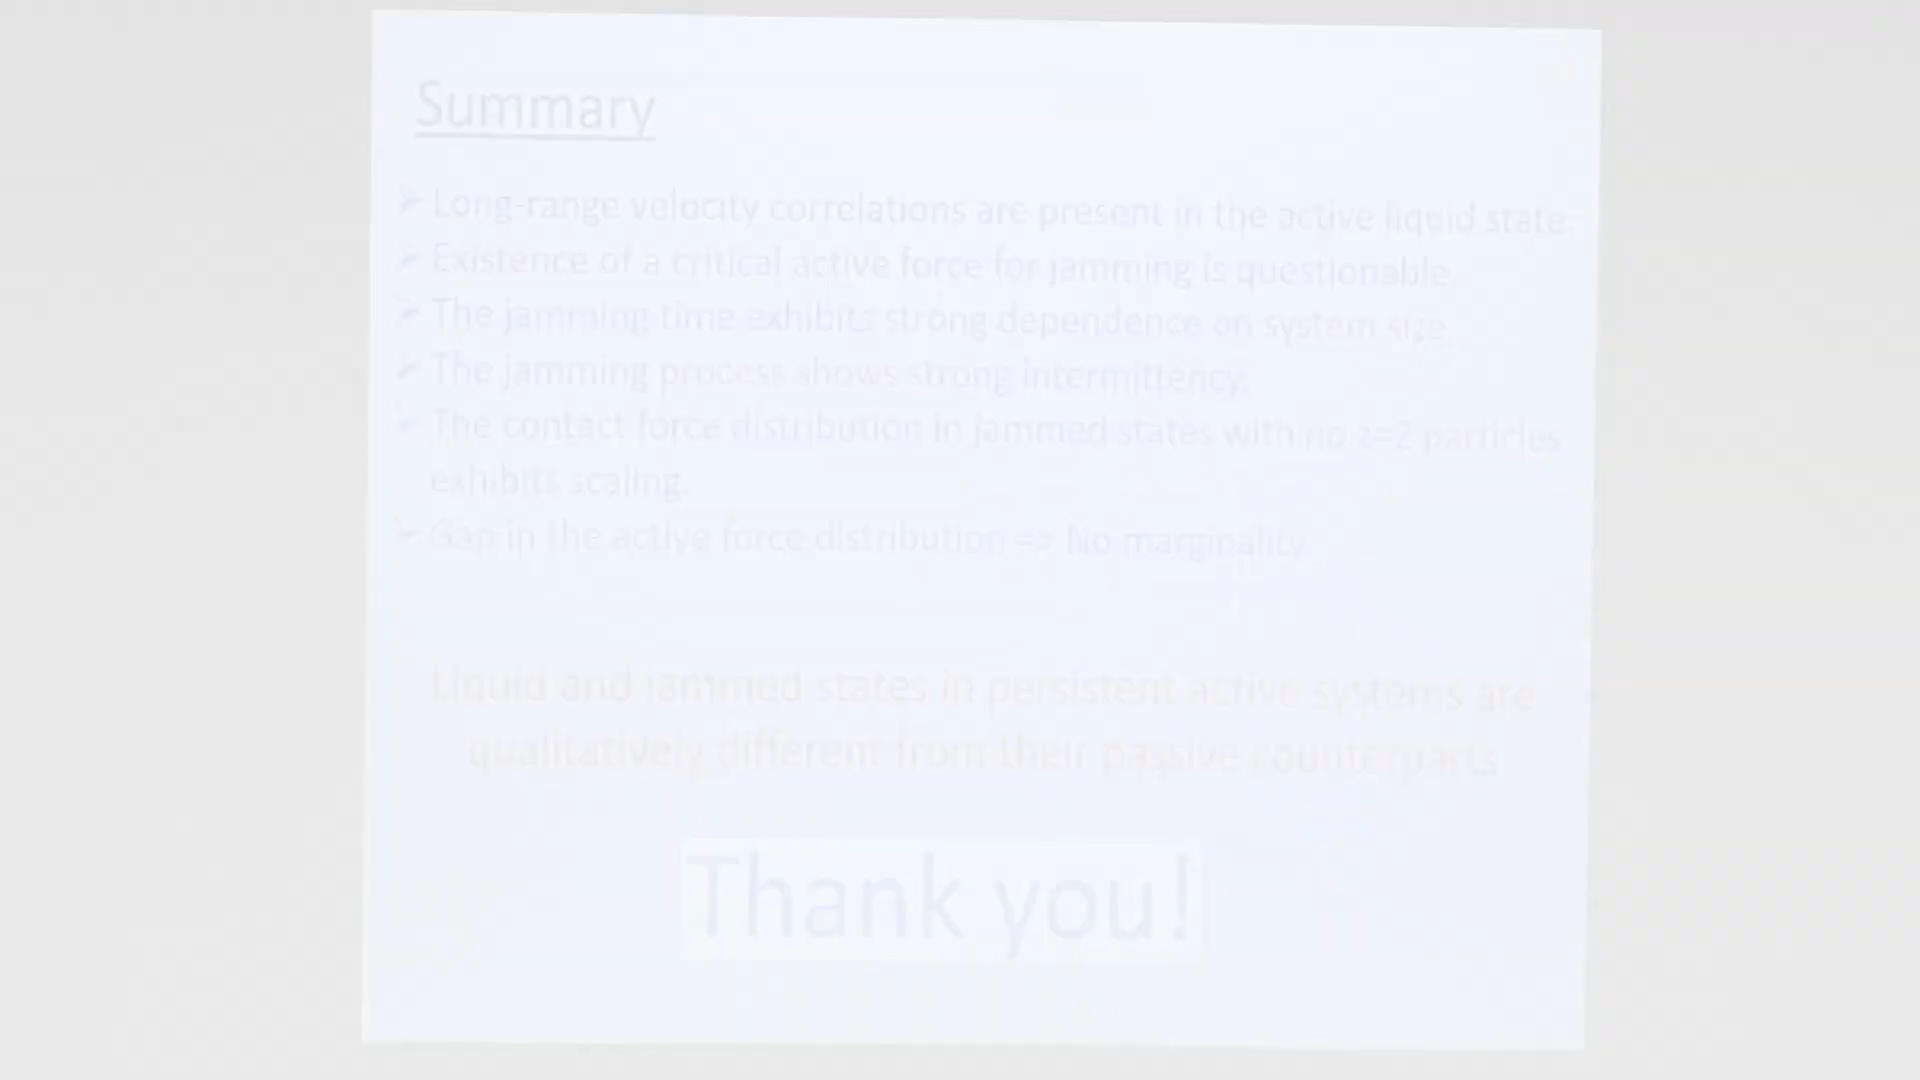 Summary
➢ Long-range velocity correlations are present in the active liquid state.
➢ Existence of a critical active force for jamming is questionable.
➢ The jamming time exhibits strong dependence on system size.
➢ The jamming process shows strong intermittency.
➢ The contact force distribution in jammed states with no z=2 particles
exhibits scaling.
➢ Gap in the active force distribution => No marginality
Liquid and jammed states in persistent active systems are
qualitatively different from their passive counterparts
Thank you!